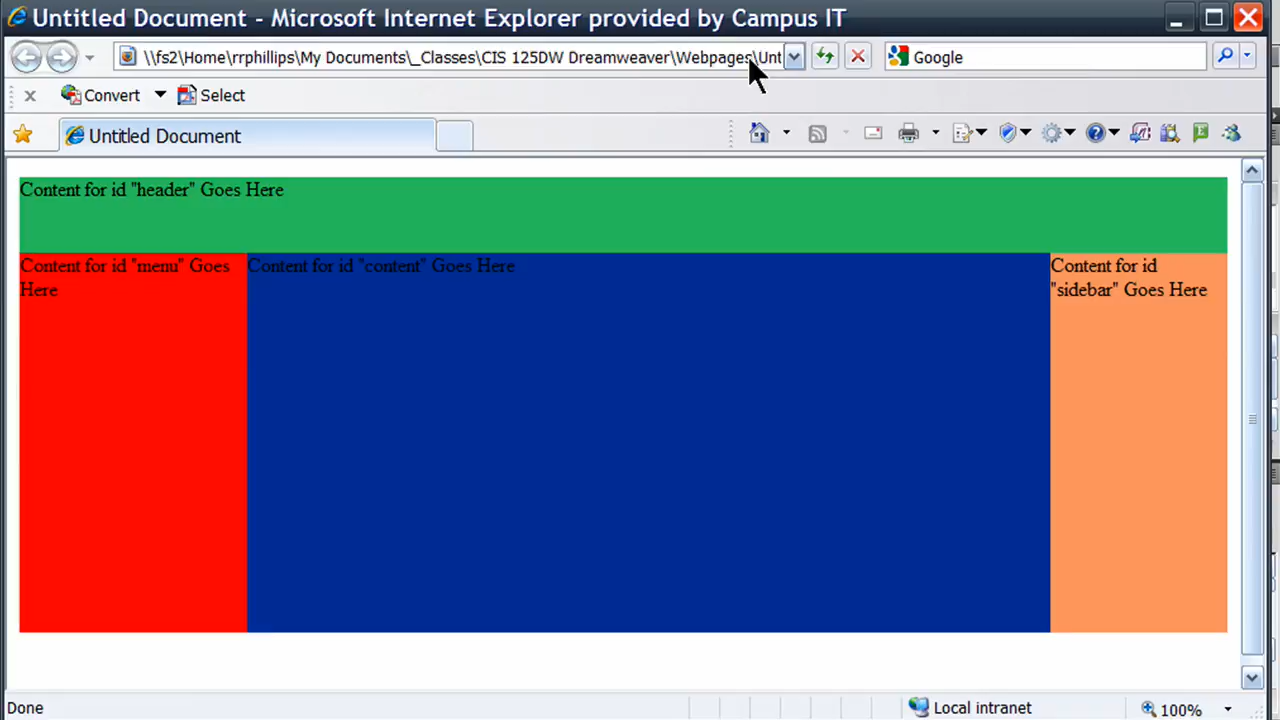 Untitled Document - Microsoft Internet Explorer provided by Campus IT
\\fs2\Home\rrphillips\My Documents\_Classes\CIS 125DW Dreamweaver\Webpages\Unt
Google
x Convert Select
Untitled Document
Content for id "header" Goes Here
Content for id "menu" Goes
Here
Content for id "content" Goes Here
Content for id
"sidebar" Goes Here
Done
Local intranet
100%